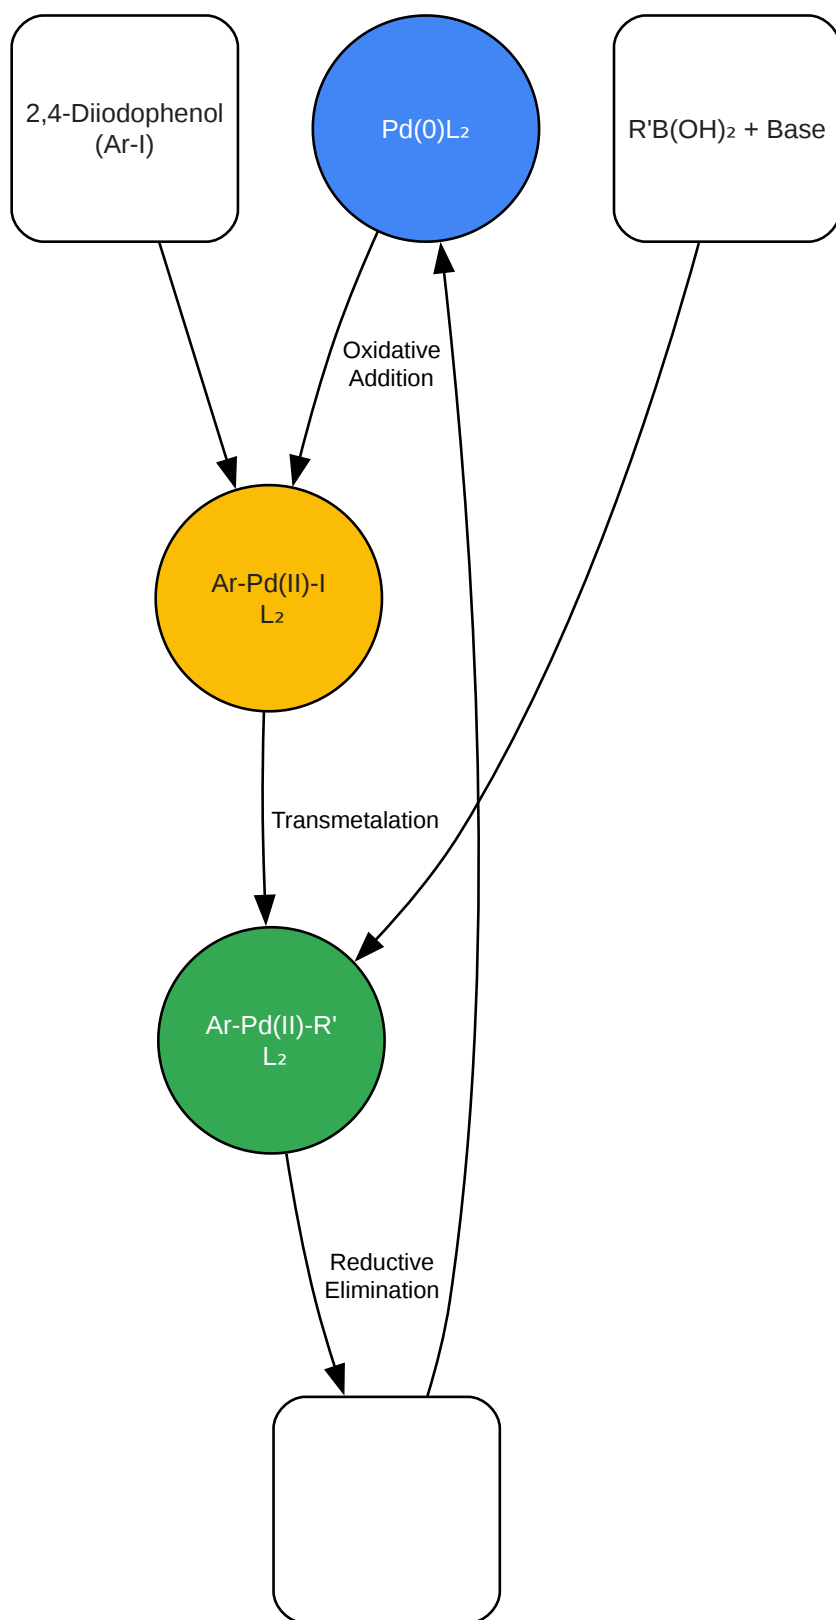 2,4-Diiodophenol
(Ar-I)
Pd(0)L₂
R'B(OH)₂ + Base
Oxidative
Addition
Ar-Pd(II)-I
L₂
Transmetalation
Ar-Pd(II)-R'
L₂
Reductive
Elimination